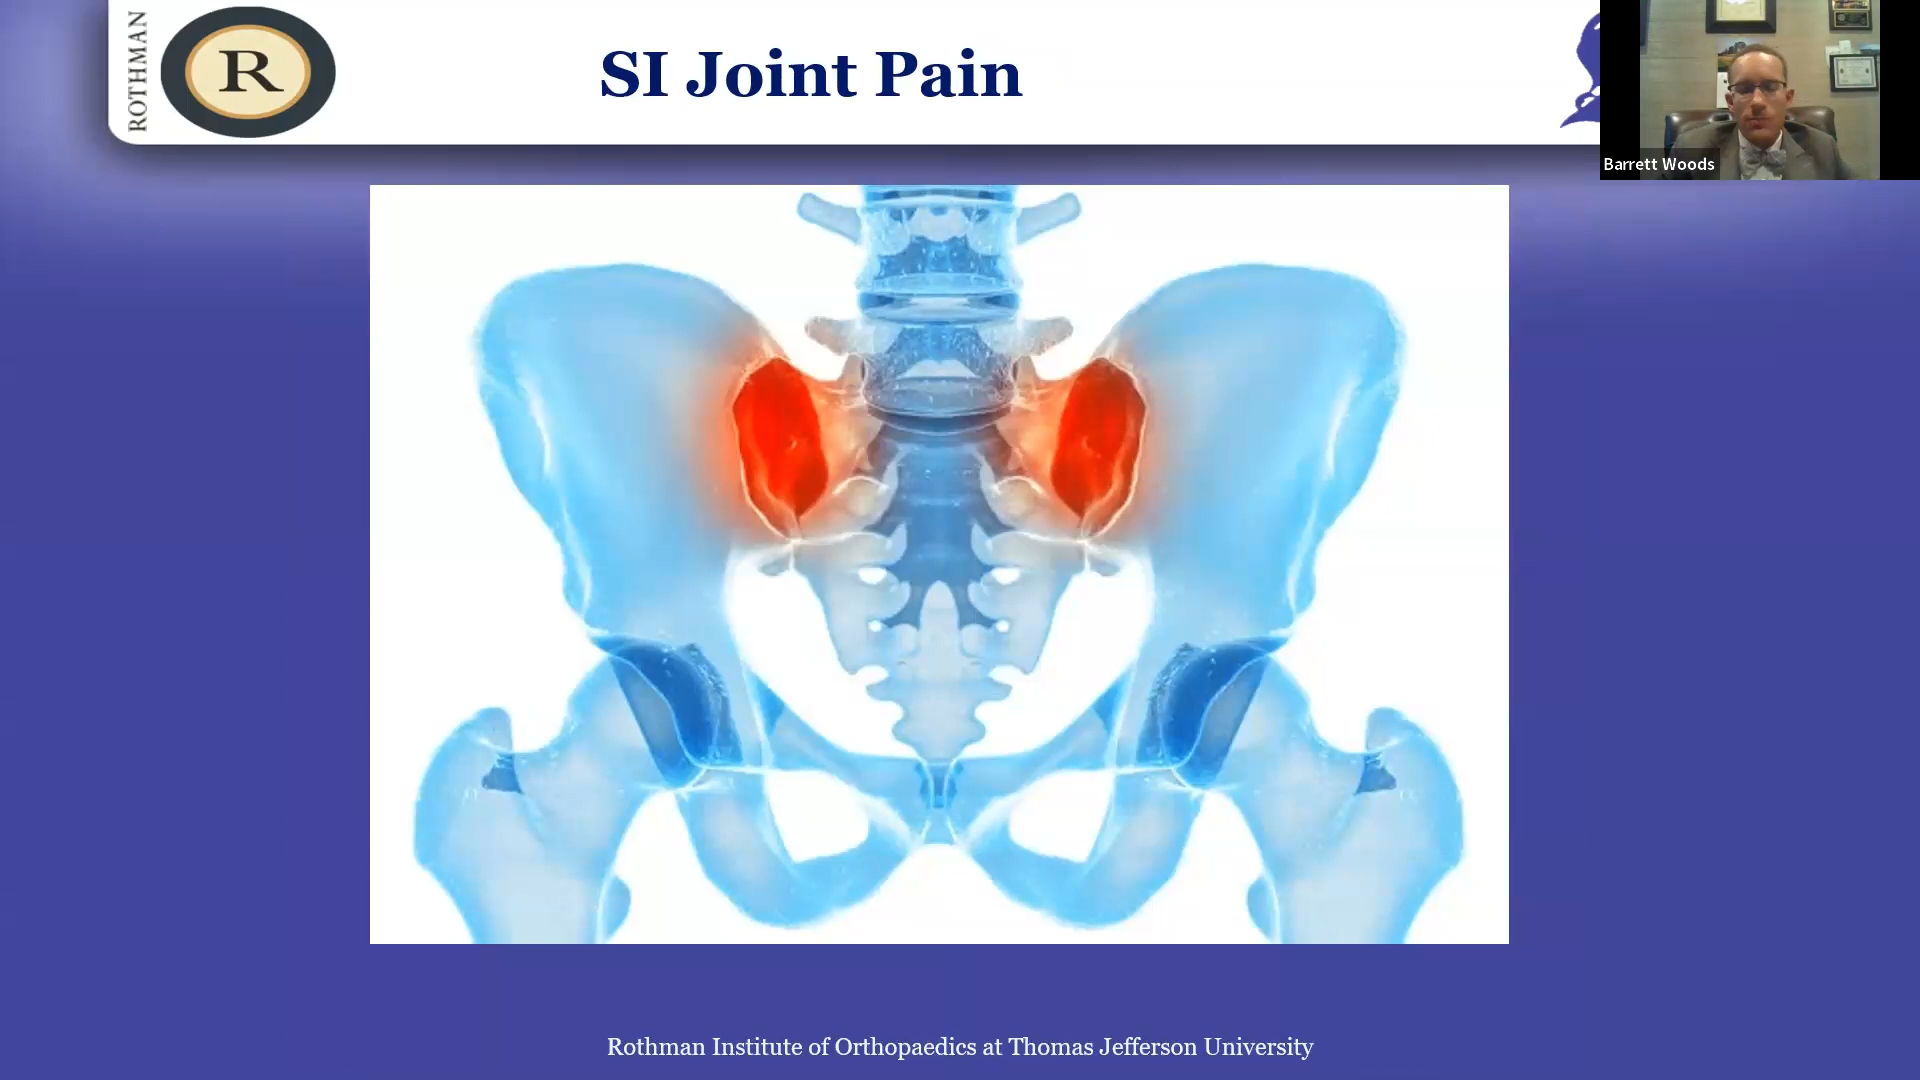 ROTHMAN
R
SI Joint Pain
Barrett Woods
Rothman Institute of Orthopaedics at Thomas Jefferson University